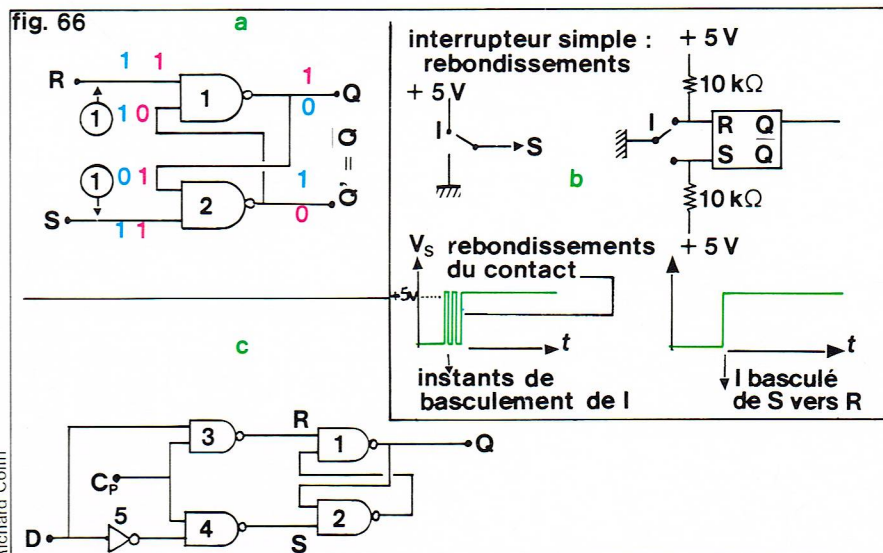 fig. 66
a
R
1 1
1
1 0
1
1
0
Q
0 1
1
2
1
0
Q' = Q
S
1 1
interrupteur simple :
rebondissements
+ 5 V
I
S
+ 5 V
10 kΩ
I
R Q
S Q
10 kΩ
+ 5 V
b
VS rebondissements
du contact
+5v
t
instants de
basculement de I
t
I basculé
de S vers R
c
3
R
1
Q
CP
5
4
2
D
S
Richard Colin